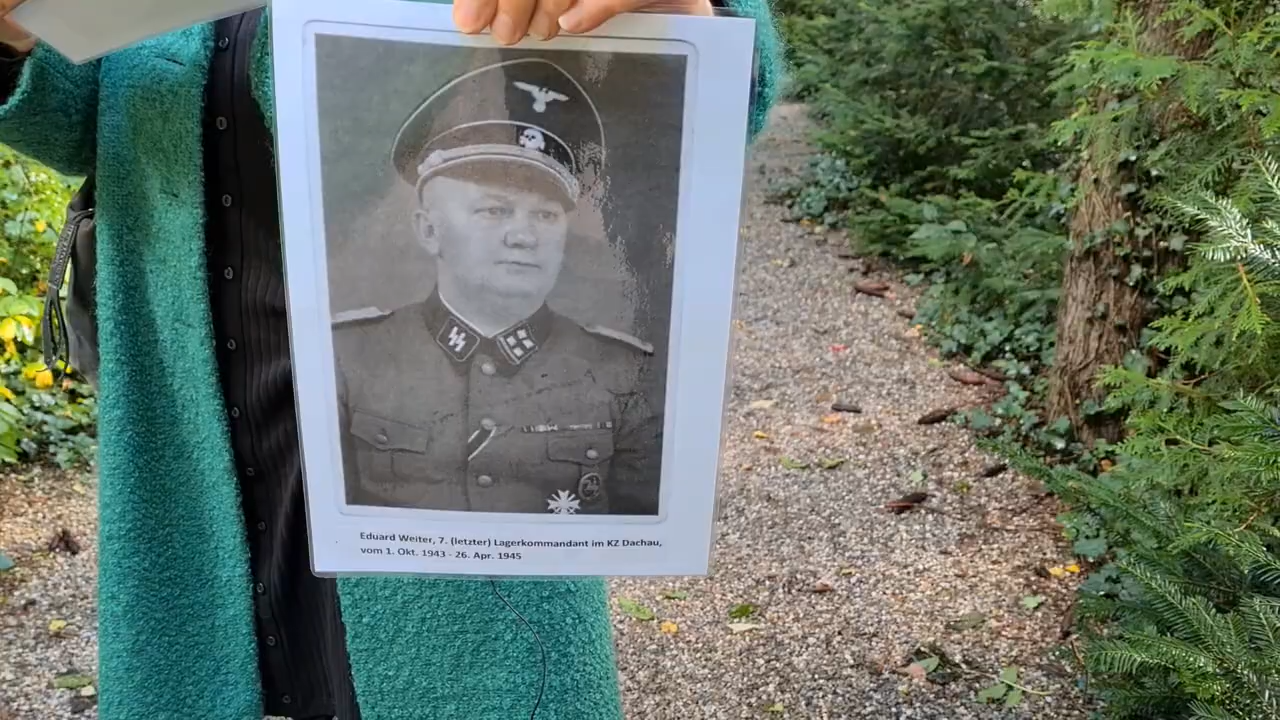 Eduard Weiter, 7. (letzter) Lagerkommandant im KZ Dachau,
vom 1. Okt. 1943 - 26. Apr. 1945